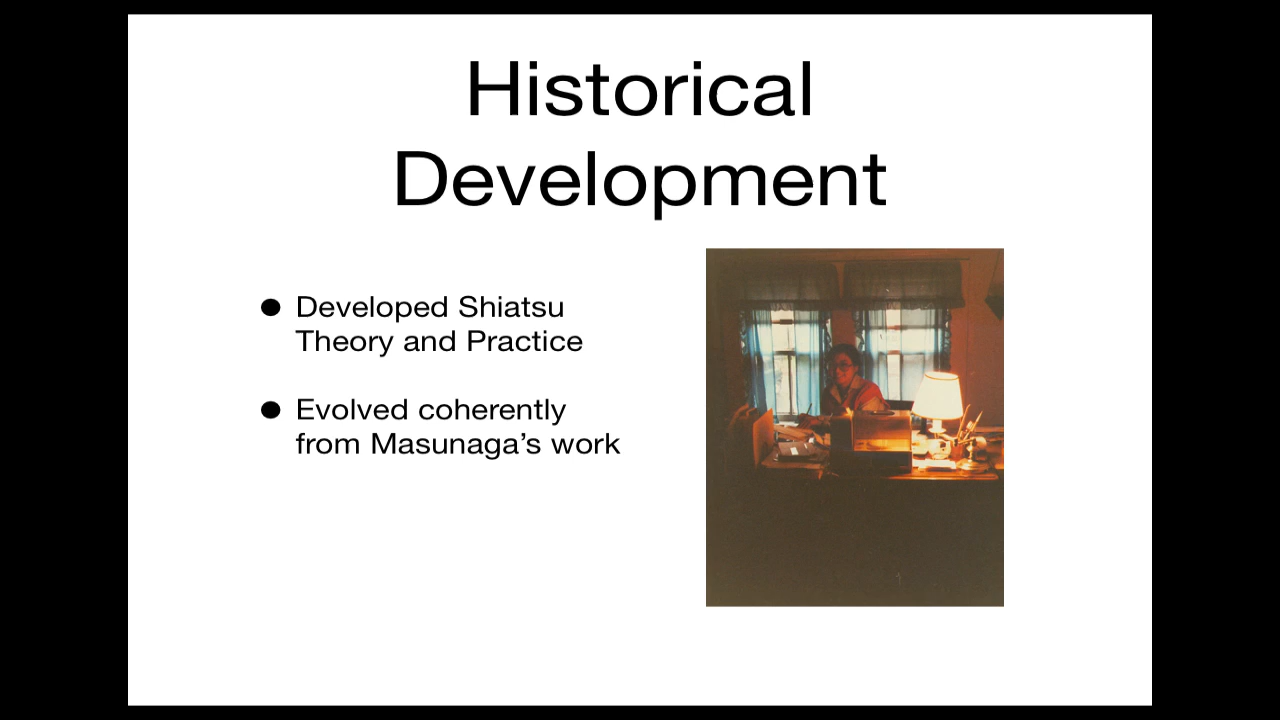 Historical
Development
● Developed Shiatsu
Theory and Practice
● Evolved coherently
from Masunaga’s work